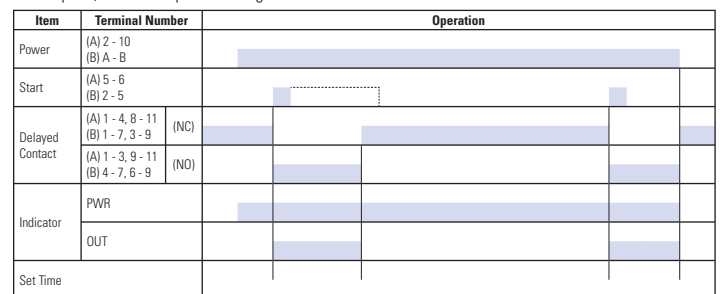 Item Terminal Number Operation
Power
(A) 2 - 10
(B) A - B
Start
(A) 5 - 6
(B) 2 - 5
Delayed
Contact
(A) 1 - 4, 8 - 11
(B) 1 - 7, 3 - 9
(NC)
(A) 1 - 3, 9 - 11
(B) 4 - 7, 6 - 9
(NO)
Indicator
PWR
OUT
Set Time